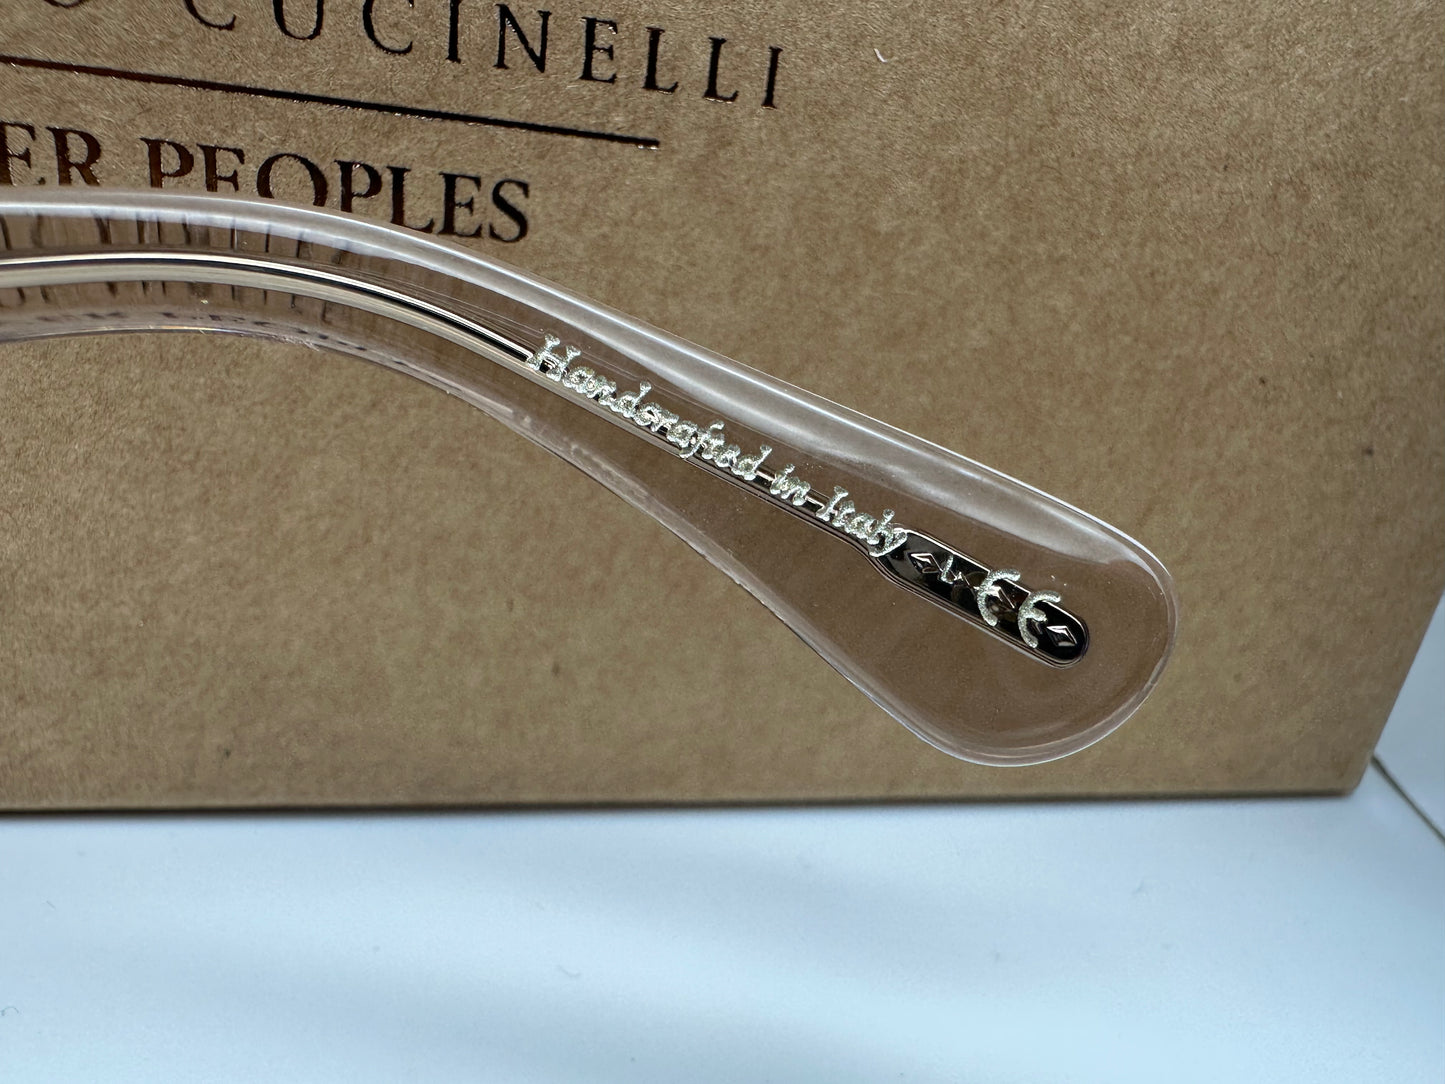 O CUCINELLI
ER PEOPLES
Handcrafted in Italy CE